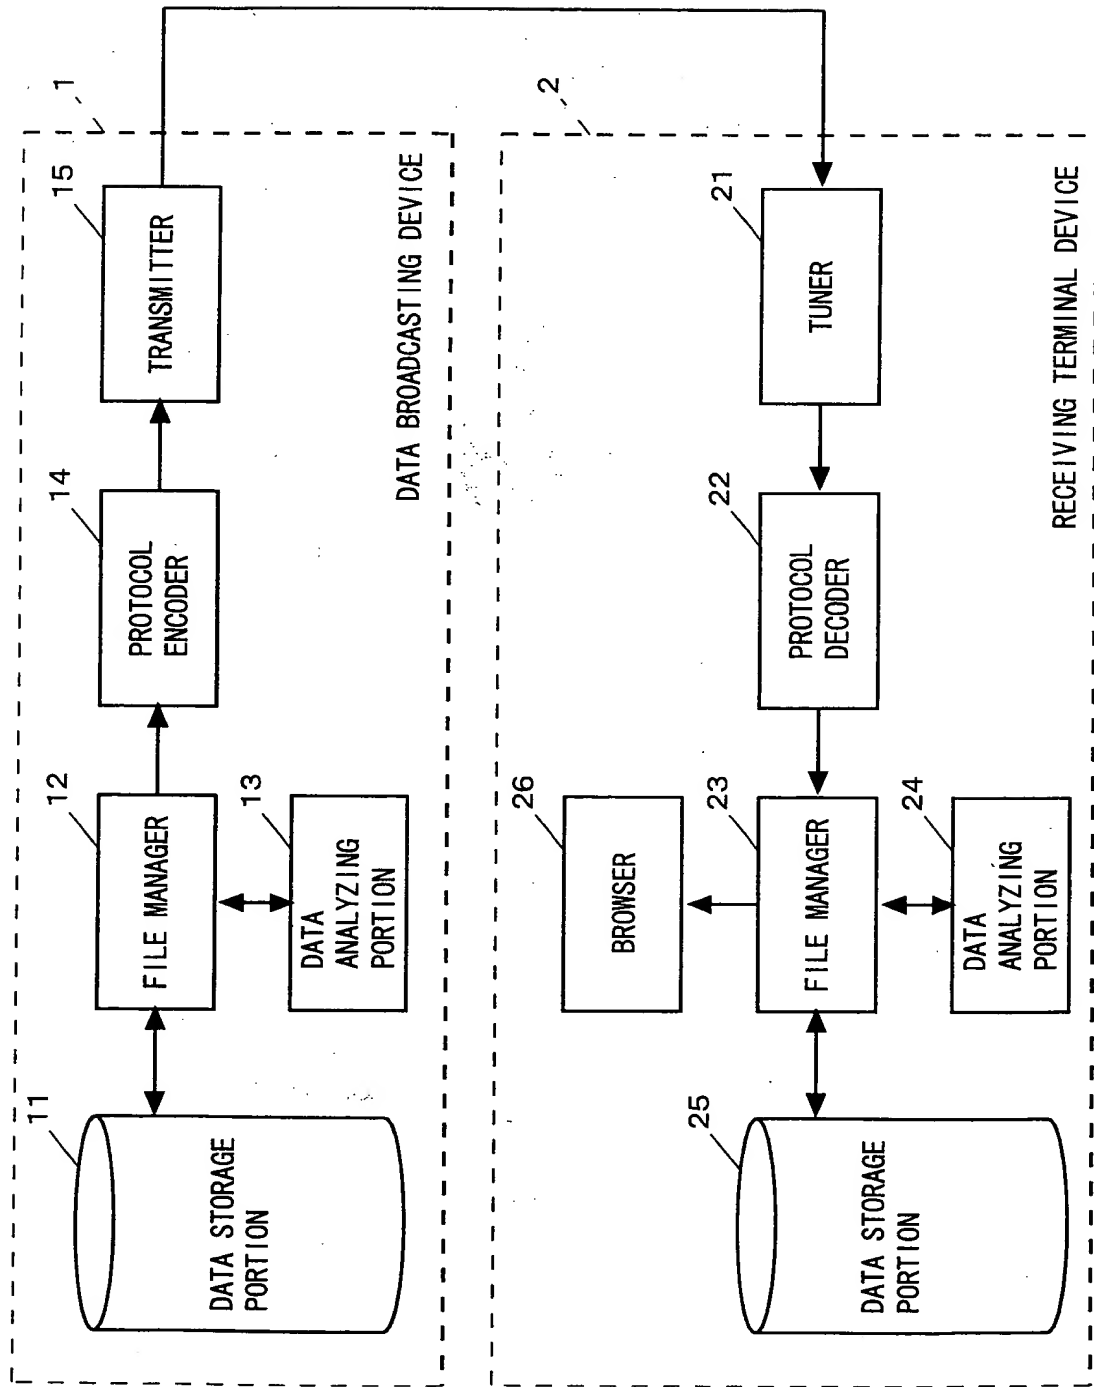 1
DATA BROADCASTING DEVICE
11
DATA STORAGE
PORTION
12
FILE MANAGER
13
DATA
ANALYZING
PORTION
14
PROTOCOL
ENCODER
15
TRANSMITTER
2
RECEIVING TERMINAL DEVICE
21
TUNER
22
PROTOCOL
DECODER
23
FILE MANAGER
24
DATA
ANALYZING
PORTION
25
DATA STORAGE
PORTION
26
BROWSER